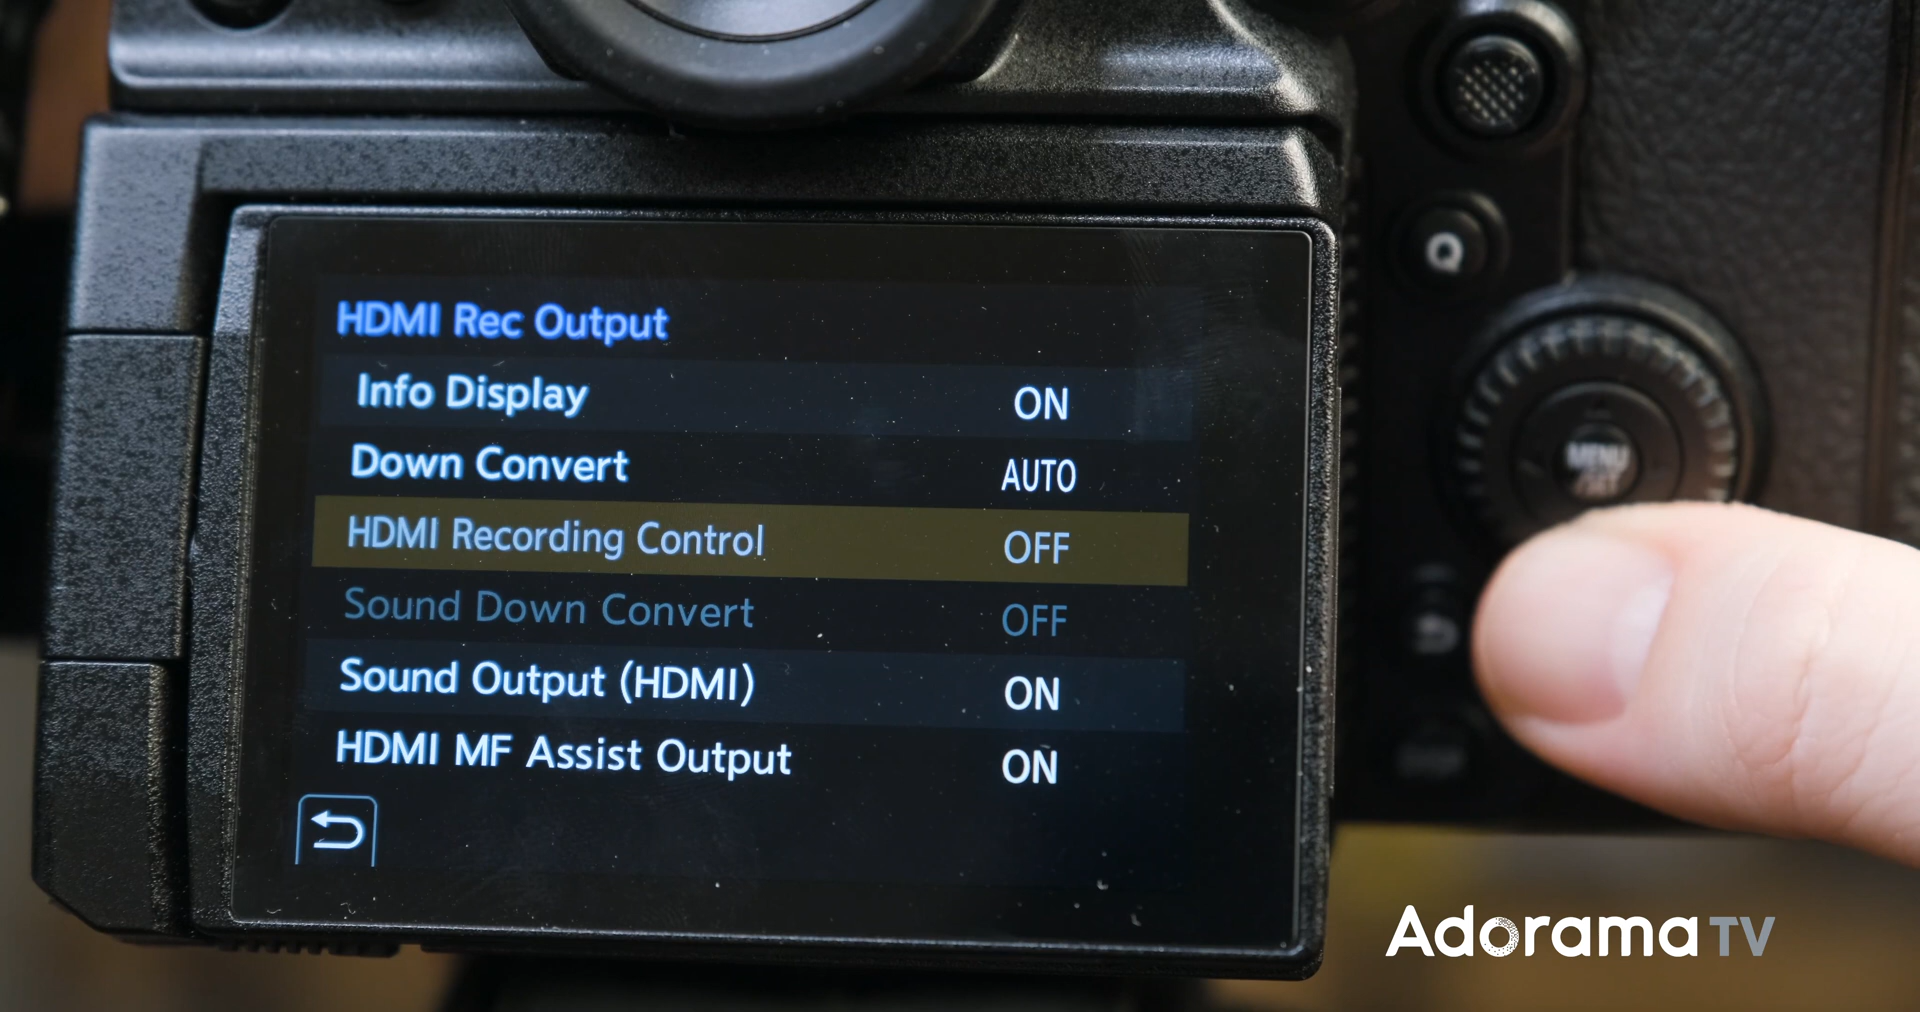 HDMI Rec Output
Info Display ON
Down Convert AUTO
HDMI Recording Control OFF
Sound Down Convert OFF
Sound Output (HDMI) ON
HDMI MF Assist Output ON
Q
MENU
Adorama TV